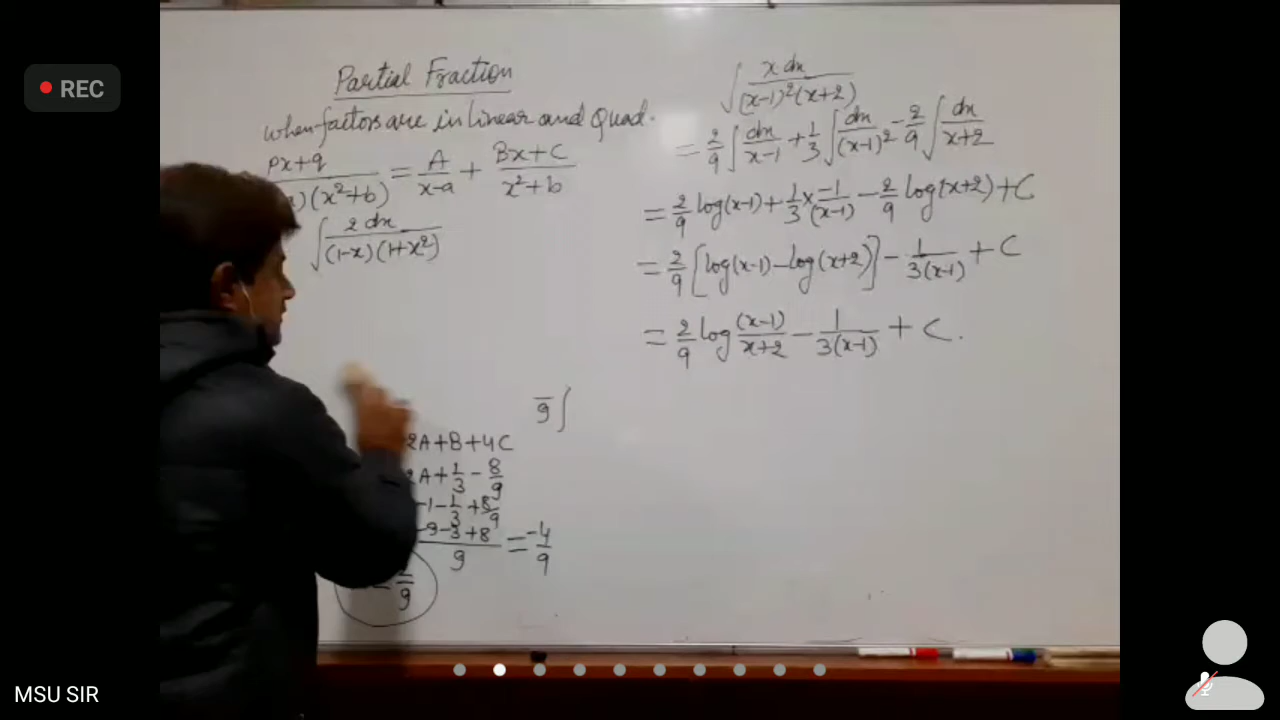 REC
Partial Fraction
when factors are in linear and Quad.
px+q / )(x²+b) = A/x-a + Bx+C/x²+b
∫ 2 dx / (1-x)(1+x²)
9 ∫
2A+B+4C
2A+1/3-8/9
-1-1/3+8/9
-9-3+8 / 9 = -4/9
2/9
∫ x dx / (x-1)²(x+2)
= 2/9 ∫ dx/x-1 + 1/3 ∫ dx/(x-1)² - 2/9 ∫ dx/x+2
= 2/9 log(x-1) + 1/3 × -1/(x-1) - 2/9 log(x+2) + C
= 2/9 [log(x-1) - log(x+2)] - 1/3(x-1) + C
= 2/9 log (x-1)/x+2 - 1/3(x-1) + C.
MSU SIR